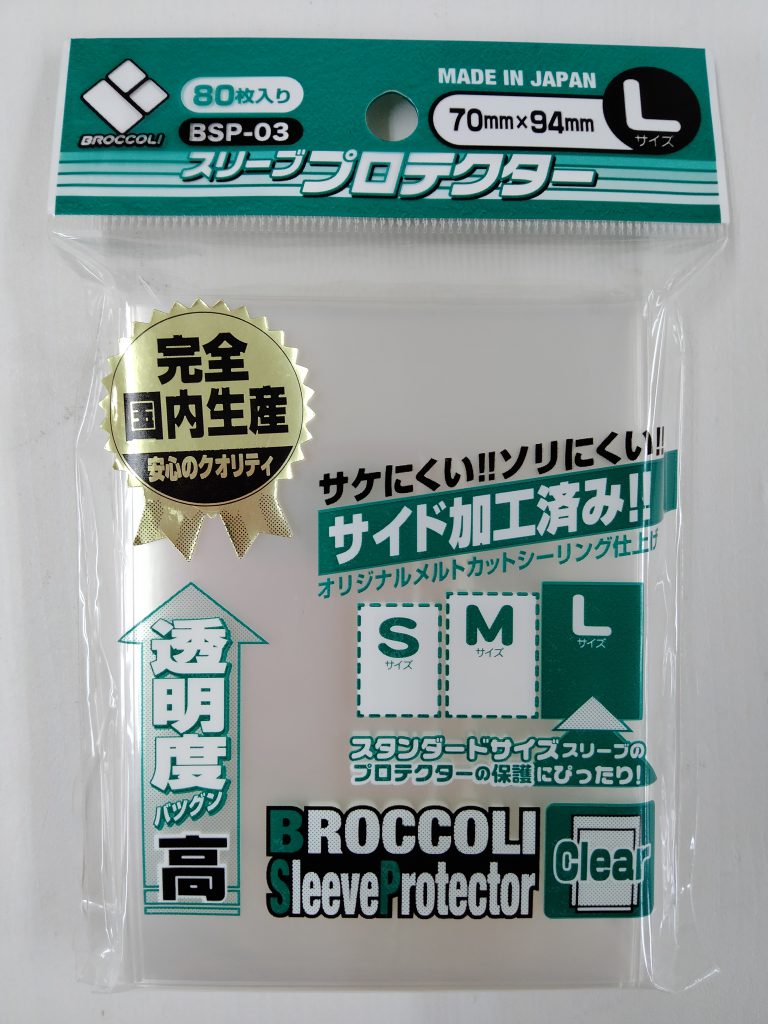 BROCCOLI
80枚入り
BSP-03
MADE IN JAPAN
70mm×94mm
L
サイズ
スリーブプロテクター
完全
国内生産
安心のクオリティ
サケにくい!!ソリにくい!!
サイド加工済み!!
オリジナルメルトカットシーリング仕上げ
S
サイズ
M
サイズ
L
サイズ
スタンダードサイズスリーブの
プロテクターの保護にぴったり!
透明度
バツグン
高
BROCCOLI
SleeveProtector
Clear